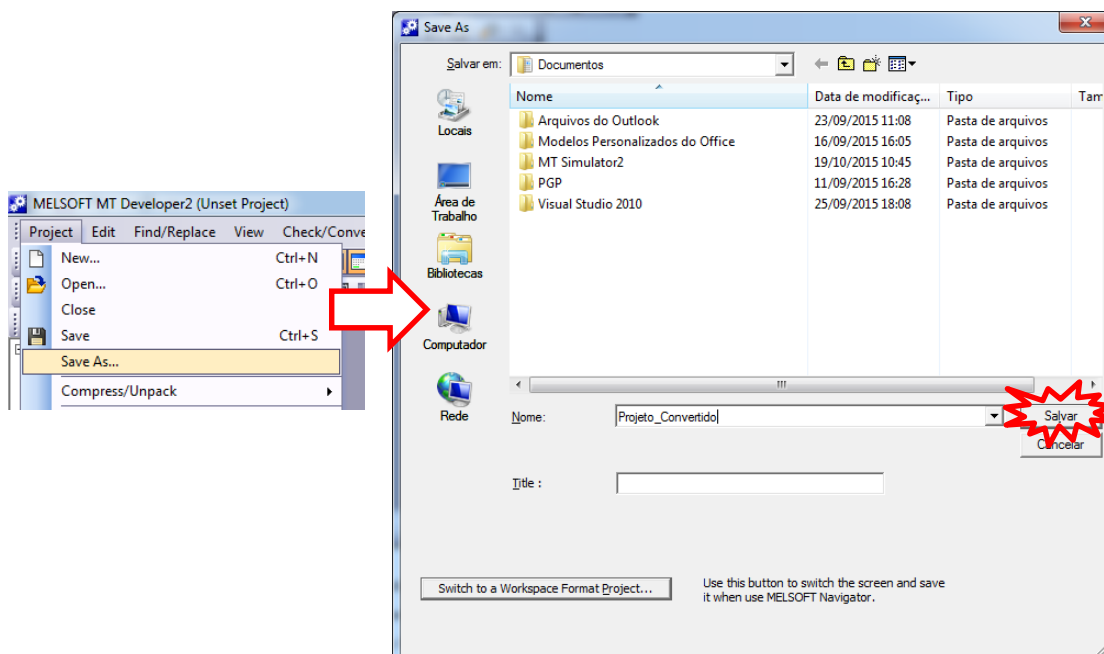 MELSOFT MT Developer2 (Unset Project)
Project Edit Find/Replace View Check/Conve
New... Ctrl+N
Open... Ctrl+O
Close
Save Ctrl+S
Save As...
Compress/Unpack
Save As
Salvar em: Documentos
Nome Data de modificaç... Tipo Tam
Arquivos do Outlook 23/09/2015 11:08 Pasta de arquivos
Modelos Personalizados do Office 16/09/2015 16:05 Pasta de arquivos
MT Simulator2 19/10/2015 10:45 Pasta de arquivos
PGP 11/09/2015 16:28 Pasta de arquivos
Visual Studio 2010 25/09/2015 18:08 Pasta de arquivos
Locais
Área de
Trabalho
Bibliotecas
Computador
Rede
Nome: Projeto_Convertido Salvar
Cancelar
Title :
Switch to a Workspace Format Project...
Use this button to switch the screen and save
it when use MELSOFT Navigator.